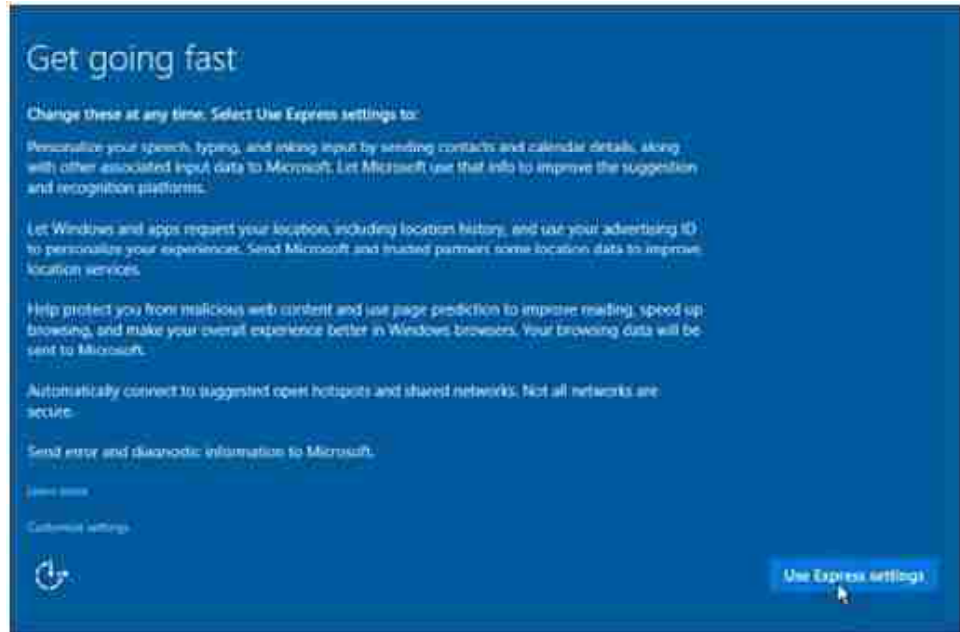 Get going fast
Change these at any time. Select Use Express settings to:
Personalize your speech, typing, and inking input by sending contacts and calendar details, along
with other associated input data to Microsoft. Let Microsoft use that info to improve the suggestion
and recognition platforms.
Let Windows and apps request your location, including location history, and use your advertising ID
to personalize your experiences. Send Microsoft and trusted partners some location data to improve
location services.
Help protect you from malicious web content and use page prediction to improve reading, speed up
browsing, and make your overall experience better in Windows browsers. Your browsing data will be
sent to Microsoft.
Automatically connect to suggested open hotspots and shared networks. Not all networks are
secure.
Send error and diagnostic information to Microsoft.
Learn more
Customize settings
Use Express settings